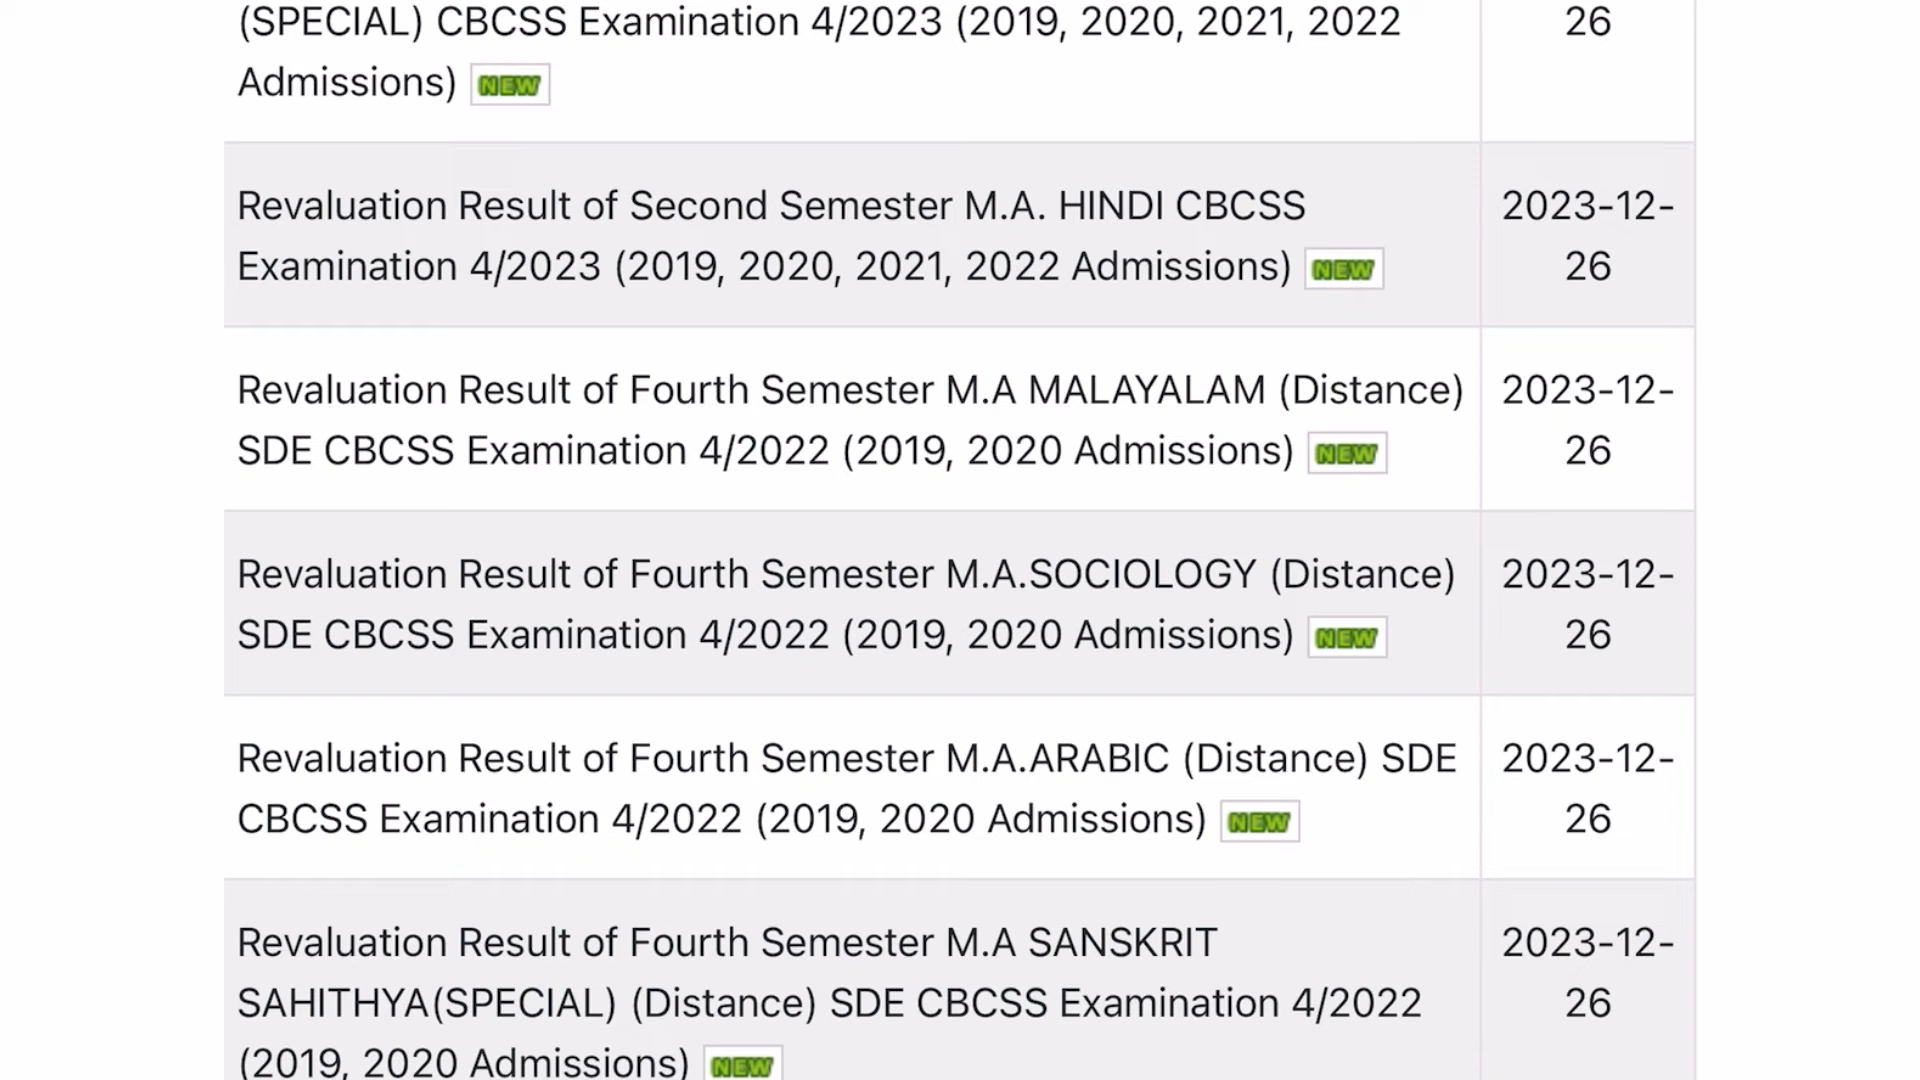 (SPECIAL) CBCSS Examination 4/2023 (2019, 2020, 2021, 2022
Admissions) NEW
26
Revaluation Result of Second Semester M.A. HINDI CBCSS
Examination 4/2023 (2019, 2020, 2021, 2022 Admissions) NEW
2023-12-
26
Revaluation Result of Fourth Semester M.A MALAYALAM (Distance)
SDE CBCSS Examination 4/2022 (2019, 2020 Admissions) NEW
2023-12-
26
Revaluation Result of Fourth Semester M.A.SOCIOLOGY (Distance)
SDE CBCSS Examination 4/2022 (2019, 2020 Admissions) NEW
2023-12-
26
Revaluation Result of Fourth Semester M.A.ARABIC (Distance) SDE
CBCSS Examination 4/2022 (2019, 2020 Admissions) NEW
2023-12-
26
Revaluation Result of Fourth Semester M.A SANSKRIT
SAHITHYA(SPECIAL) (Distance) SDE CBCSS Examination 4/2022
(2019, 2020 Admissions) NEW
2023-12-
26